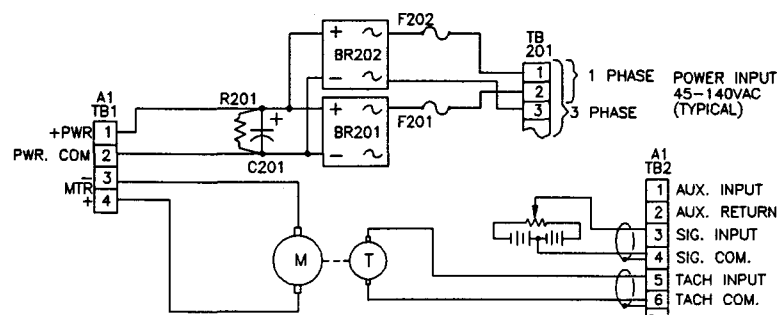 F202
TB
201
+
~
BR202
-
~
1
2
3
1 PHASE
3 PHASE
POWER INPUT
45-140VAC
(TYPICAL)
A1
TB1
R201
+
C201
+
~
BR201
-
~
F201
+PWR 1
PWR. COM 2
MTR - 3
+ 4
M
T
A1
TB2
1 AUX. INPUT
2 AUX. RETURN
3 SIG. INPUT
4 SIG. COM.
5 TACH INPUT
6 TACH COM.